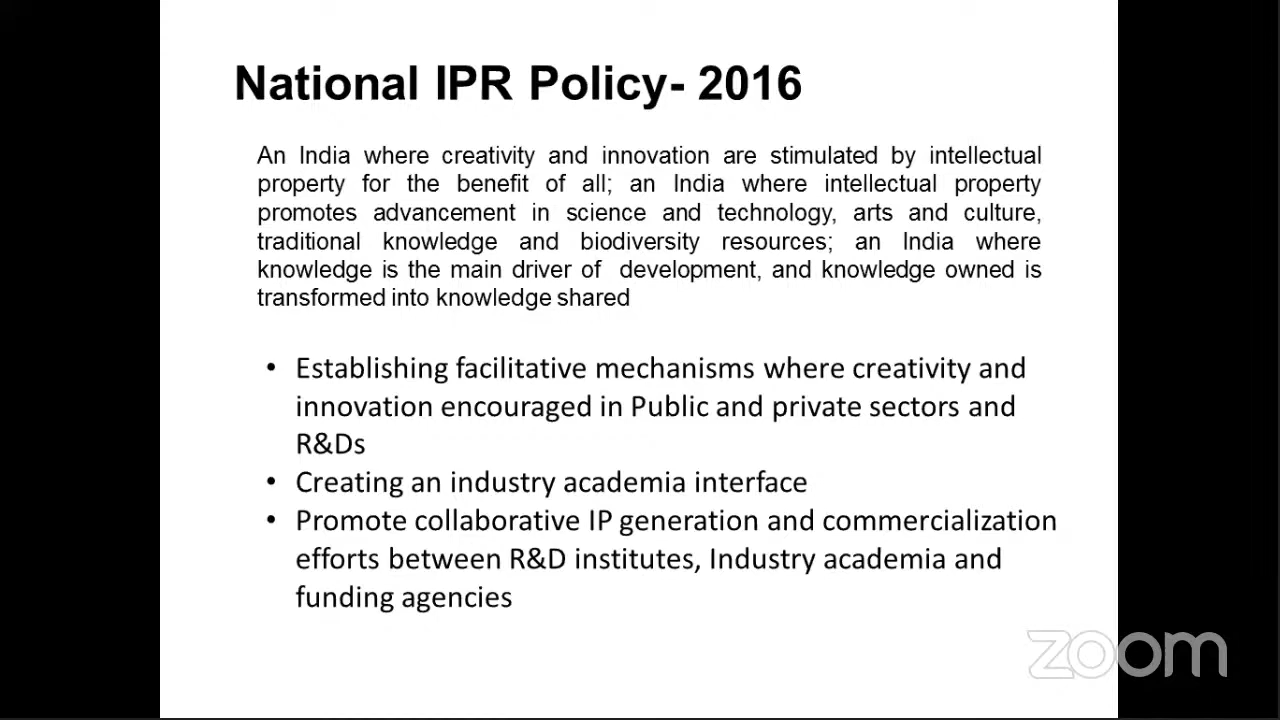 National IPR Policy- 2016
An India where creativity and innovation are stimulated by intellectual
property for the benefit of all; an India where intellectual property
promotes advancement in science and technology, arts and culture,
traditional knowledge and biodiversity resources; an India where
knowledge is the main driver of development, and knowledge owned is
transformed into knowledge shared
• Establishing facilitative mechanisms where creativity and
innovation encouraged in Public and private sectors and
R&Ds
• Creating an industry academia interface
• Promote collaborative IP generation and commercialization
efforts between R&D institutes, Industry academia and
funding agencies
zoom